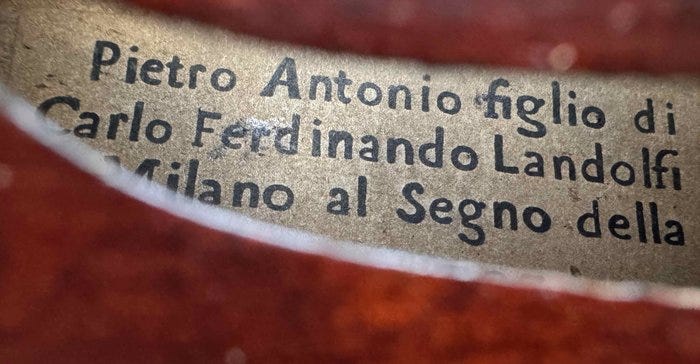 Pietro Antonio figlio di
Carlo Ferdinando Landolfi
Milano al Segno della